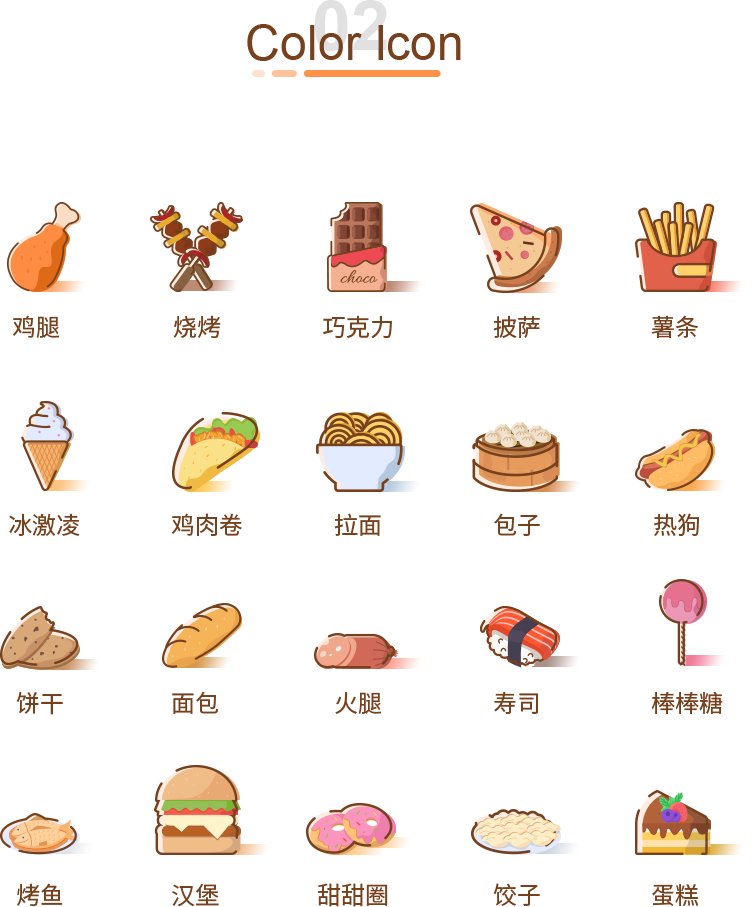 02
Color Icon
choco
鸡腿 烧烤 巧克力 披萨 薯条
冰激凌 鸡肉卷 拉面 包子 热狗
饼干 面包 火腿 寿司 棒棒糖
烤鱼 汉堡 甜甜圈 饺子 蛋糕